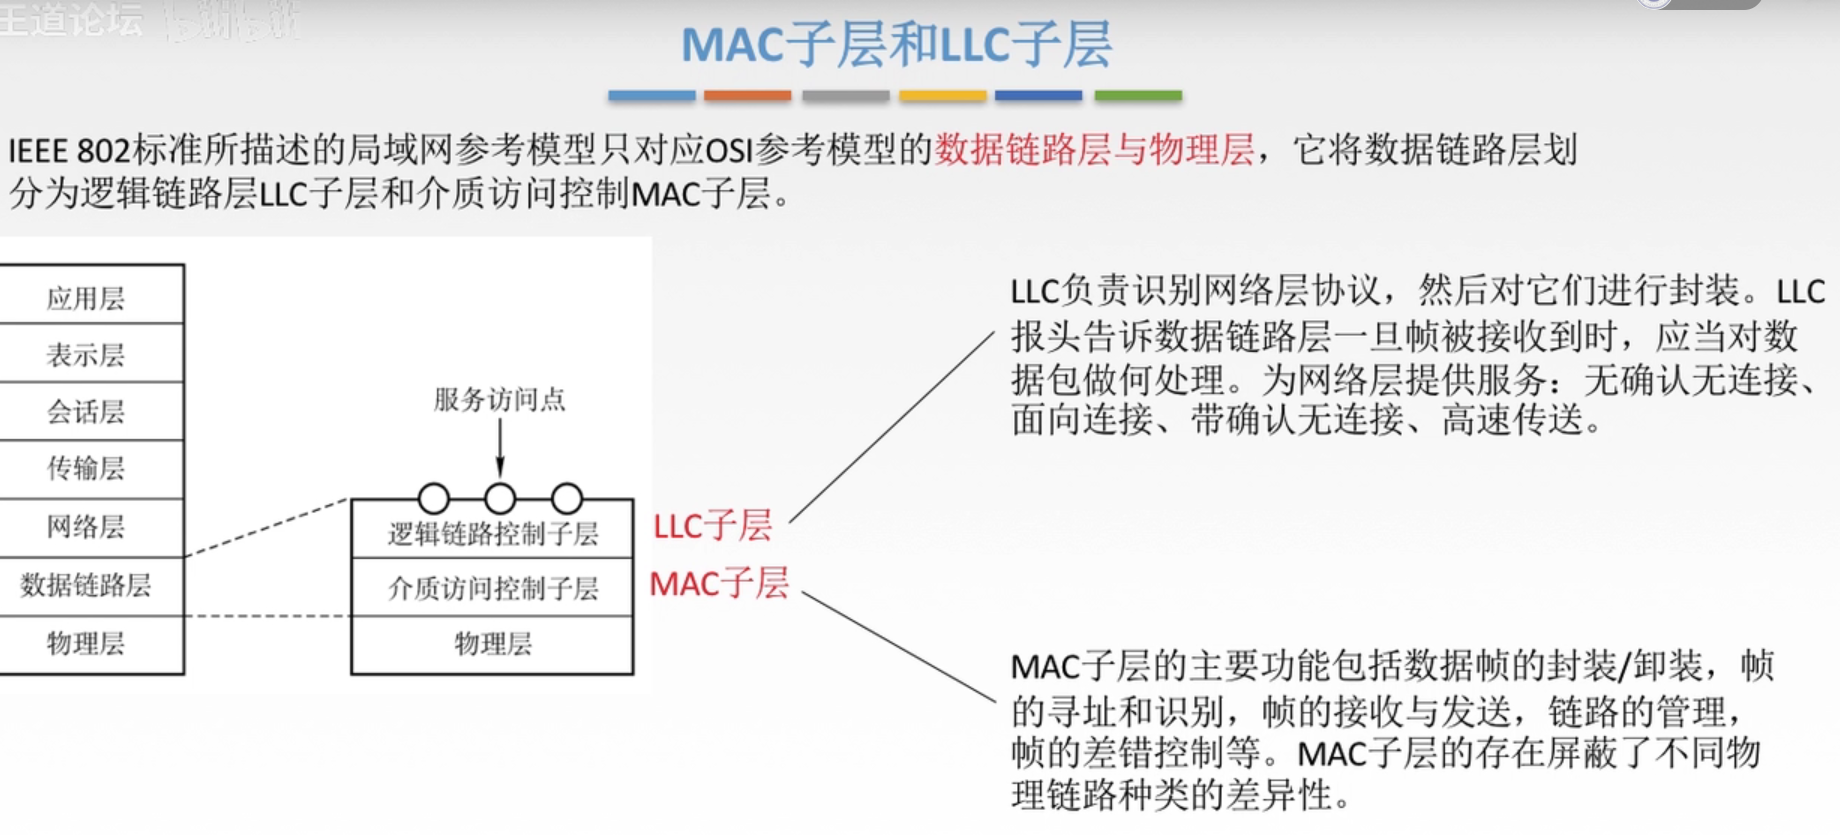 王道论坛 bilibili
MAC子层和LLC子层
IEEE 802标准所描述的局域网参考模型只对应OSI参考模型的数据链路层与物理层，它将数据链路层划
分为逻辑链路层LLC子层和介质访问控制MAC子层。
应用层
表示层
会话层
传输层
网络层
数据链路层
物理层
服务访问点
逻辑链路控制子层
介质访问控制子层
物理层
LLC子层
MAC子层
LLC负责识别网络层协议，然后对它们进行封装。LLC
报头告诉数据链路层一旦帧被接收到时，应当对数
据包做何处理。为网络层提供服务：无确认无连接、
面向连接、带确认无连接、高速传送。
MAC子层的主要功能包括数据帧的封装/卸装，帧
的寻址和识别，帧的接收与发送，链路的管理，
帧的差错控制等。MAC子层的存在屏蔽了不同物
理链路种类的差异性。